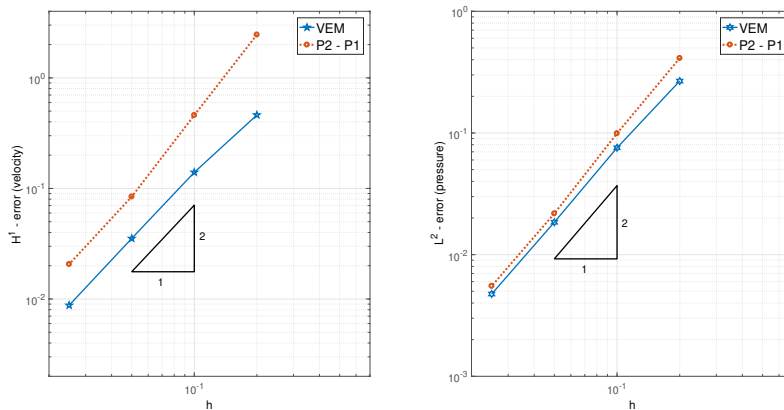 VEM
P2 - P1
10^0
10^-1
10^-2
H^1 - error (velocity)
2
1
10^-1
h
VEM
P2 - P1
10^0
10^-1
10^-2
10^-3
L^2 - error (pressure)
2
1
10^-1
h